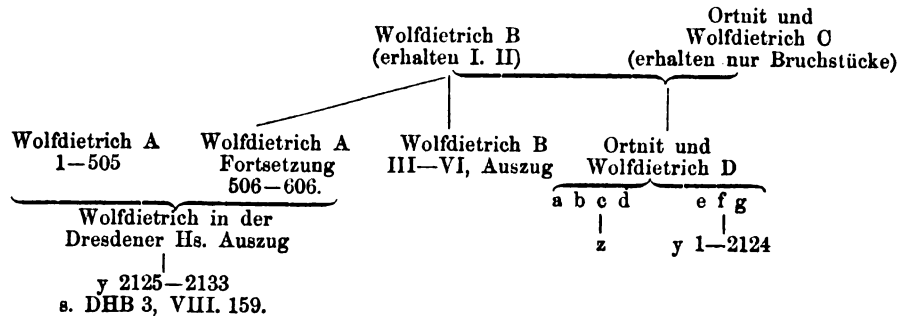 Wolfdietrich B
(erhalten I. II)
Ortnit und
Wolfdietrich C
(erhalten nur Bruchstücke)
Wolfdietrich A
1—505
Wolfdietrich A
Fortsetzung
506—606.
Wolfdietrich B
III—VI, Auszug
Ortnit und
Wolfdietrich D
a b c d
e f g
z
y 1—2124
Wolfdietrich in der
Dresdener Hs. Auszug
y 2125—2133
s. DHB 3, VIII. 159.